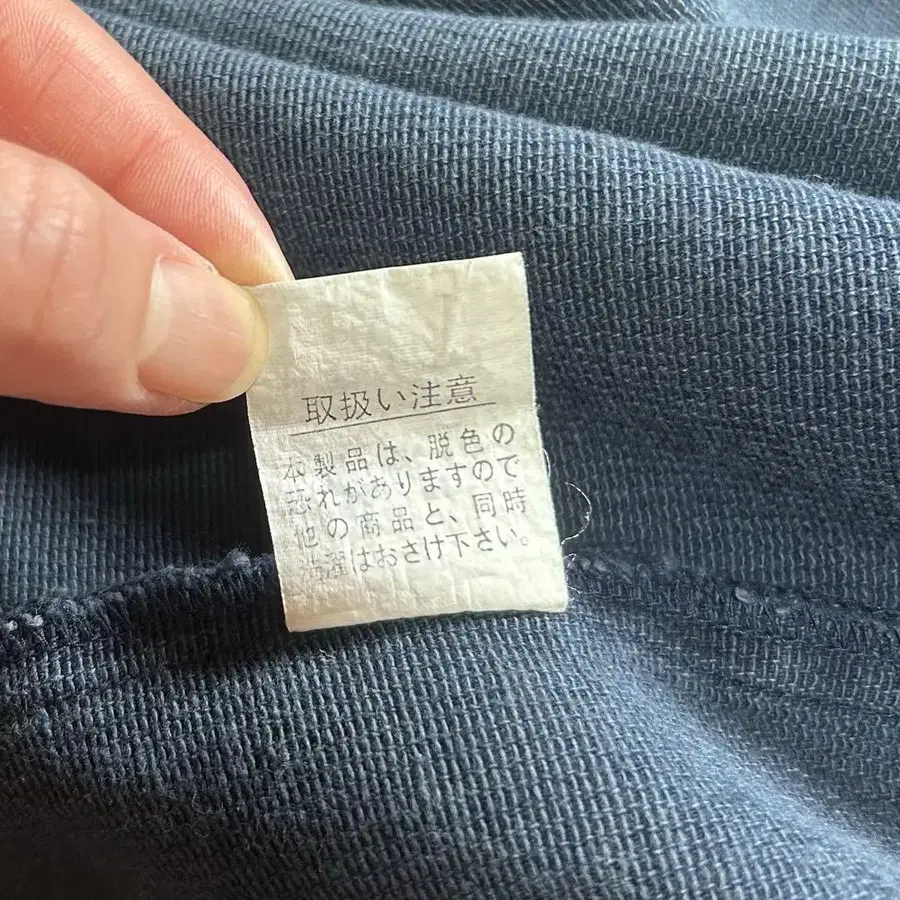 取扱い注意
本製品は、脱色の
恐れがありますので
他の商品と、同時
洗濯はおさけ下さい。